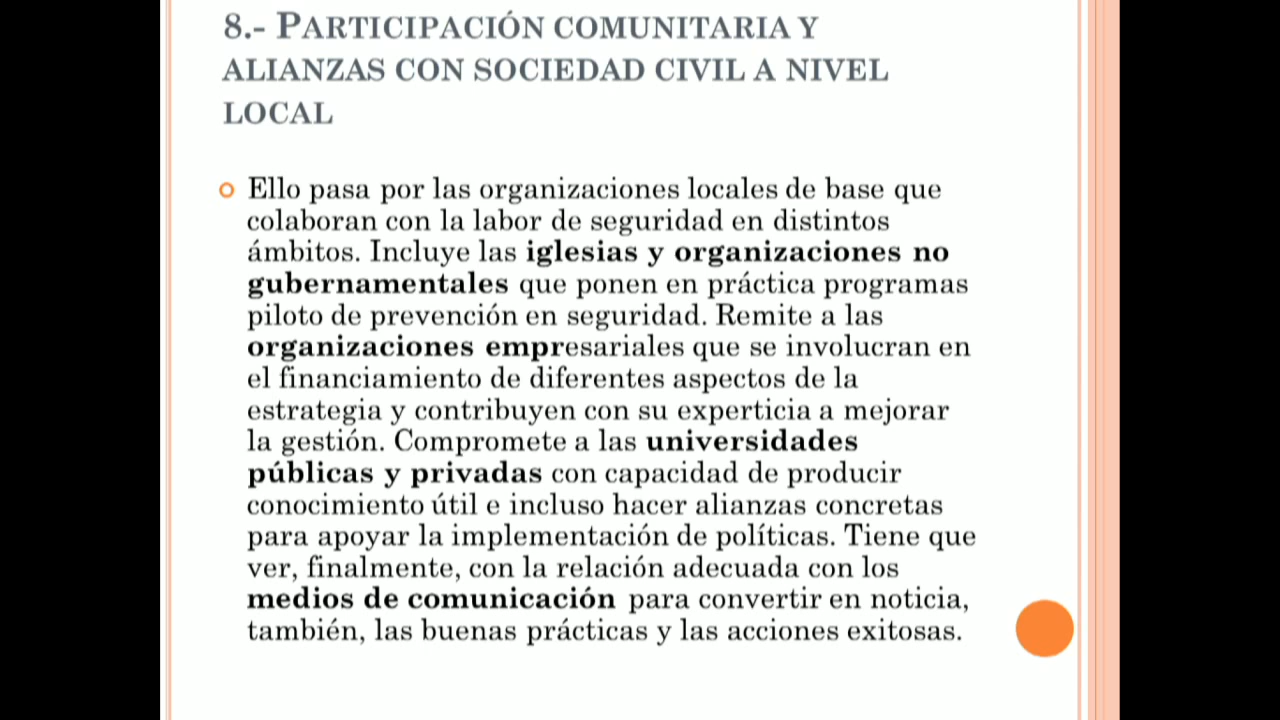 8.- PARTICIPACIÓN COMUNITARIA Y
ALIANZAS CON SOCIEDAD CIVIL A NIVEL
LOCAL
Ello pasa por las organizaciones locales de base que
colaboran con la labor de seguridad en distintos
ámbitos. Incluye las iglesias y organizaciones no
gubernamentales que ponen en práctica programas
piloto de prevención en seguridad. Remite a las
organizaciones empresariales que se involucran en
el financiamiento de diferentes aspectos de la
estrategia y contribuyen con su experticia a mejorar
la gestión. Compromete a las universidades
públicas y privadas con capacidad de producir
conocimiento útil e incluso hacer alianzas concretas
para apoyar la implementación de políticas. Tiene que
ver, finalmente, con la relación adecuada con los
medios de comunicación para convertir en noticia,
también, las buenas prácticas y las acciones exitosas.